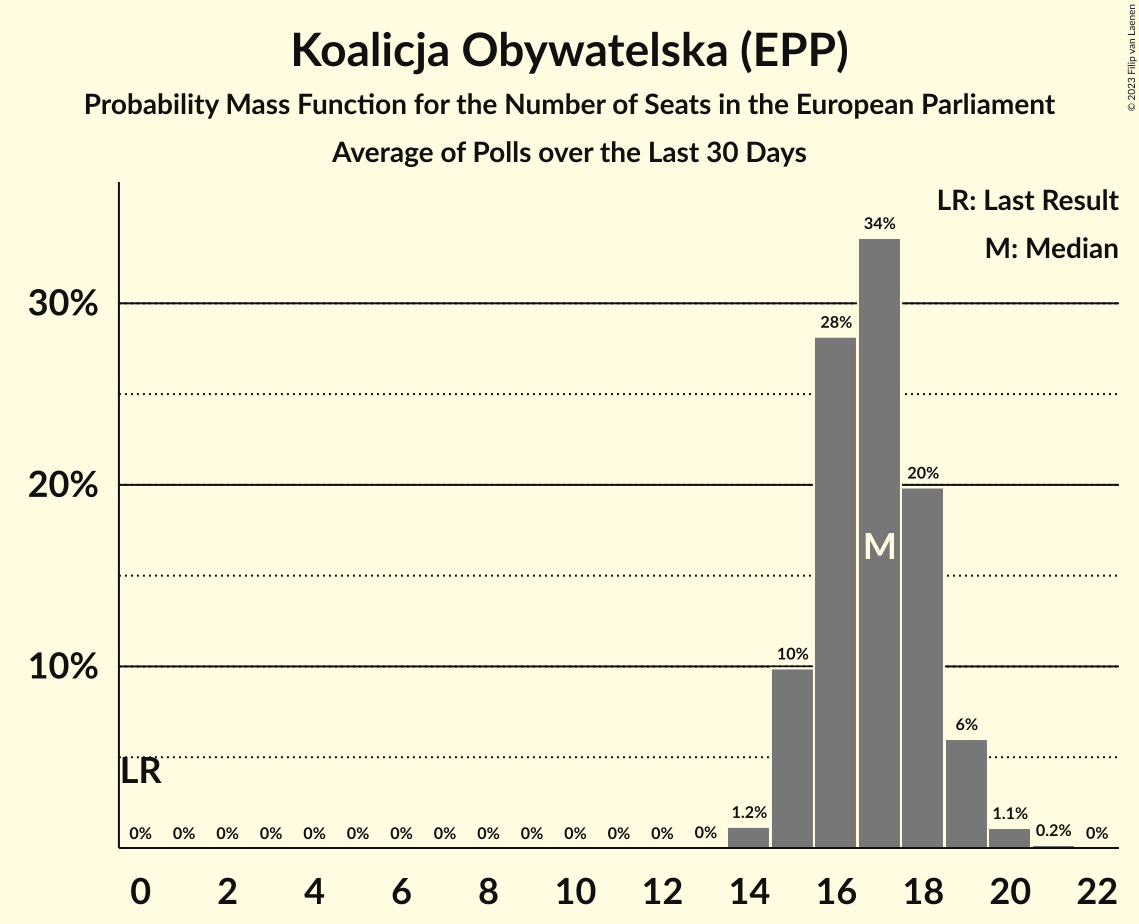 Koalicja Obywatelska (EPP)
Probability Mass Function for the Number of Seats in the European Parliament
Average of Polls over the Last 30 Days
© 2023 Filip van Laenen
LR: Last Result
M: Median
34%
30%
28%
20%
20%
M
10%
10%
6%
LR
1.2%
1.1%
0.2%
0% 0% 0% 0% 0% 0% 0% 0% 0% 0% 0% 0% 0% 0% 0%
0 2 4 6 8 10 12 14 16 18 20 22